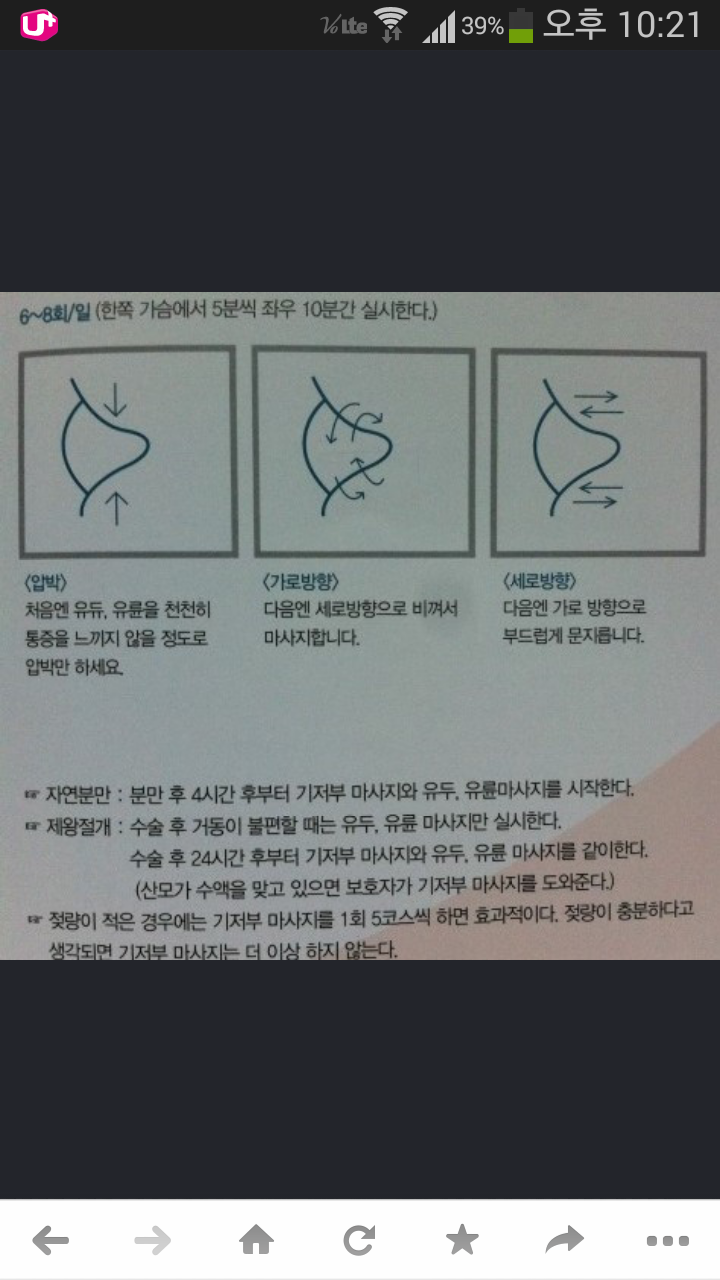 U+
VoLTE 39% 오후 10:21
6~8회/일 (한쪽 가슴에서 5분씩 좌우 10분간 실시한다.)
〈압박〉
처음엔 유듀, 유륜을 천천히
통증을 느끼지 않을 정도로
압박만 하세요.
〈가로방향〉
다음엔 세로방향으로 비껴서
마사지합니다.
〈세로방향〉
다음엔 가로 방향으로
부드럽게 문지릅니다.
☞ 자연분만 : 분만 후 4시간 후부터 기저부 마사지와 유두, 유륜마사지를 시작한다.
☞ 제왕절개 : 수술 후 거동이 불편할 때는 유두, 유륜 마사지만 실시한다.
수술 후 24시간 후부터 기저부 마사지와 유두, 유륜 마사지를 같이한다.
(산모가 수액을 맞고 있으면 보호자가 기저부 마사지를 도와준다.)
☞ 젖량이 적은 경우에는 기저부 마사지를 1회 5코스씩 하면 효과적이다. 젖량이 충분하다고
생각되면 기저부 마사지는 더 이상 하지 않는다.